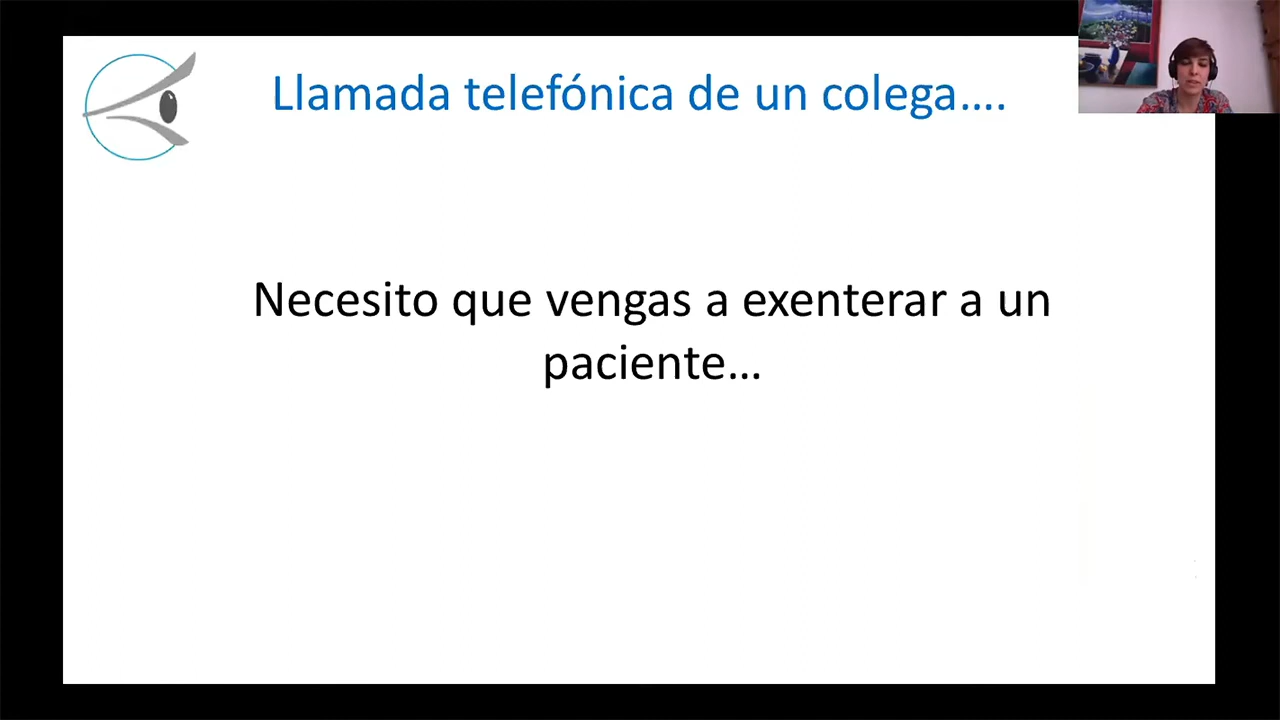 Llamada telefónica de un colega....
Necesito que vengas a exenterar a un
paciente...